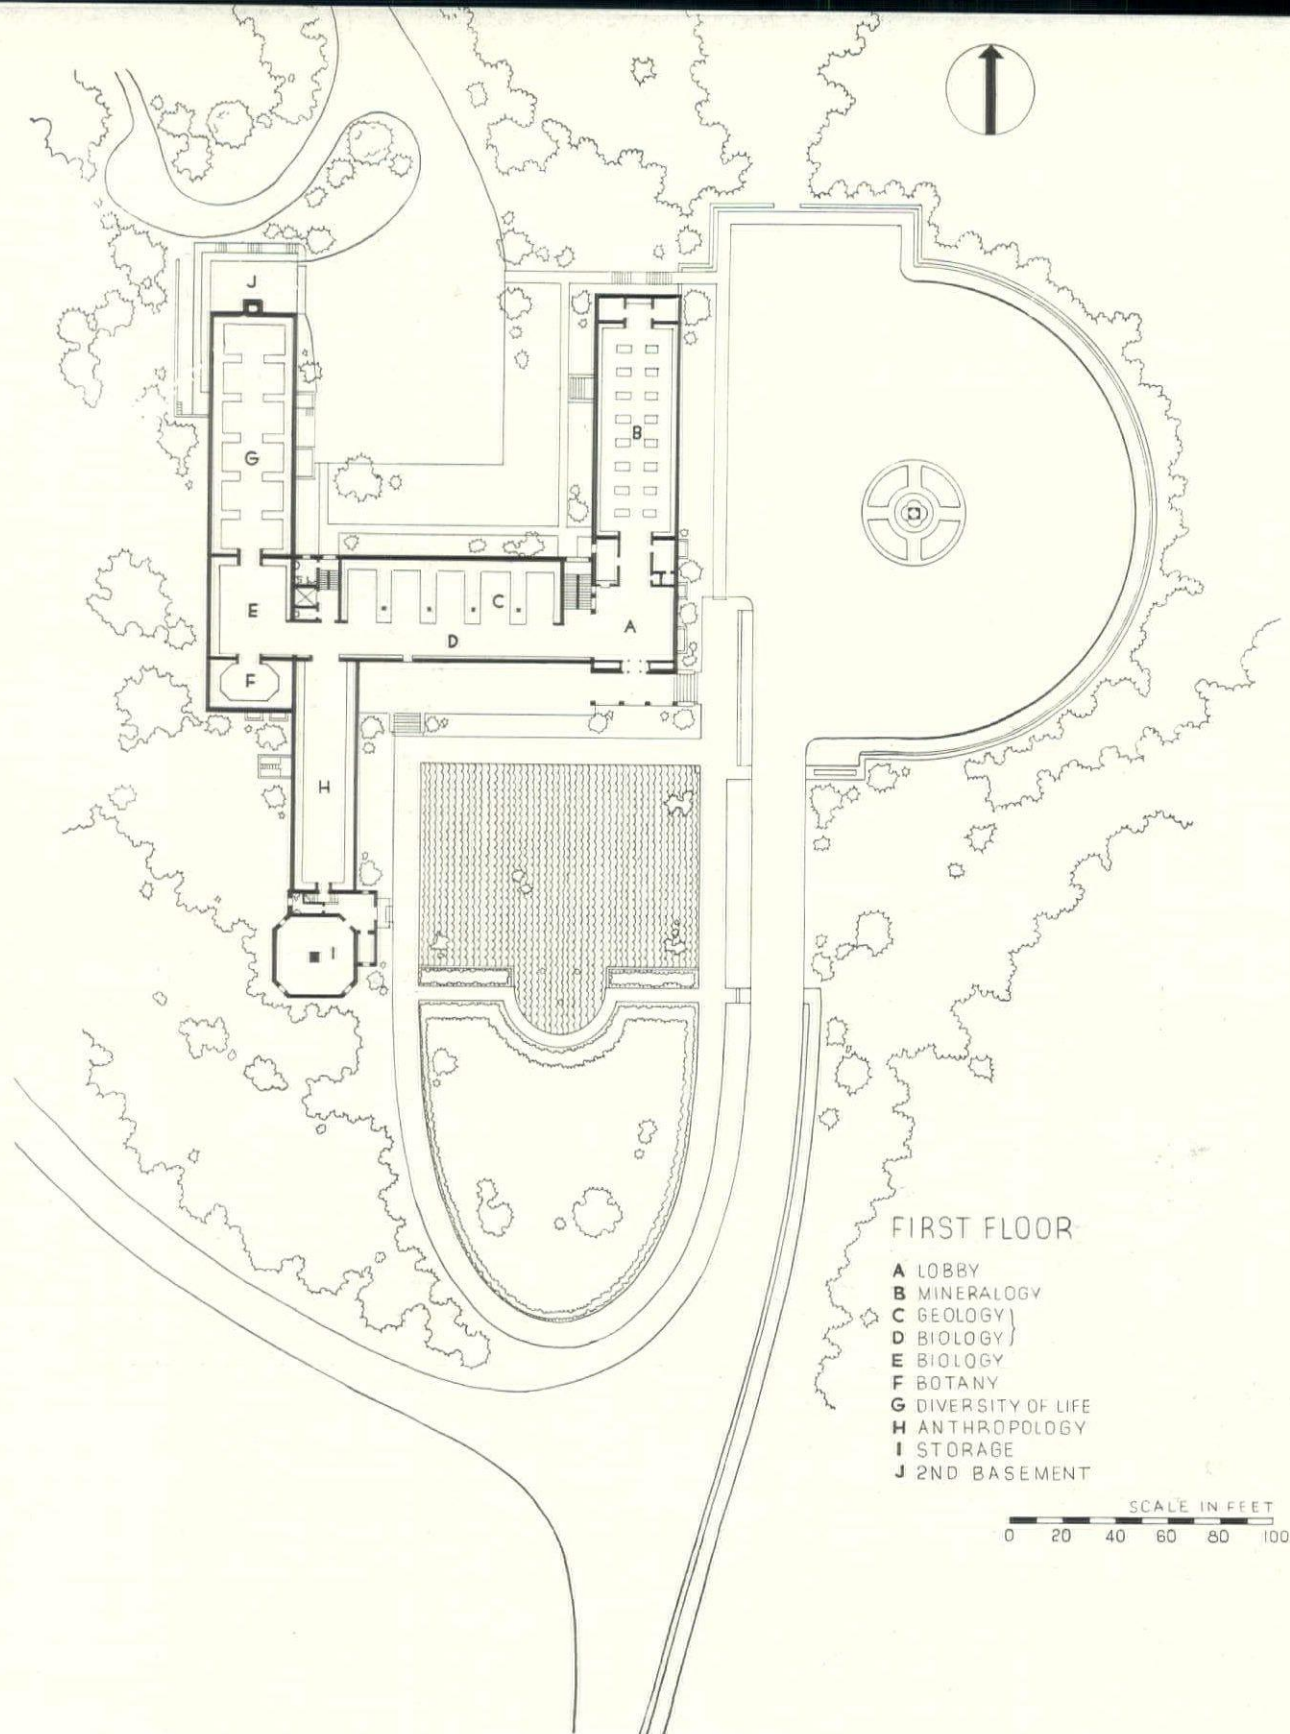 J
B
G
C
E
A
D
F
H
I
FIRST FLOOR
A LOBBY
B MINERALOGY
C GEOLOGY}
D BIOLOGY}
E BIOLOGY
F BOTANY
G DIVERSITY OF LIFE
H ANTHROPOLOGY
I STORAGE
J 2ND BASEMENT
SCALE IN FEET
0 20 40 60 80 100